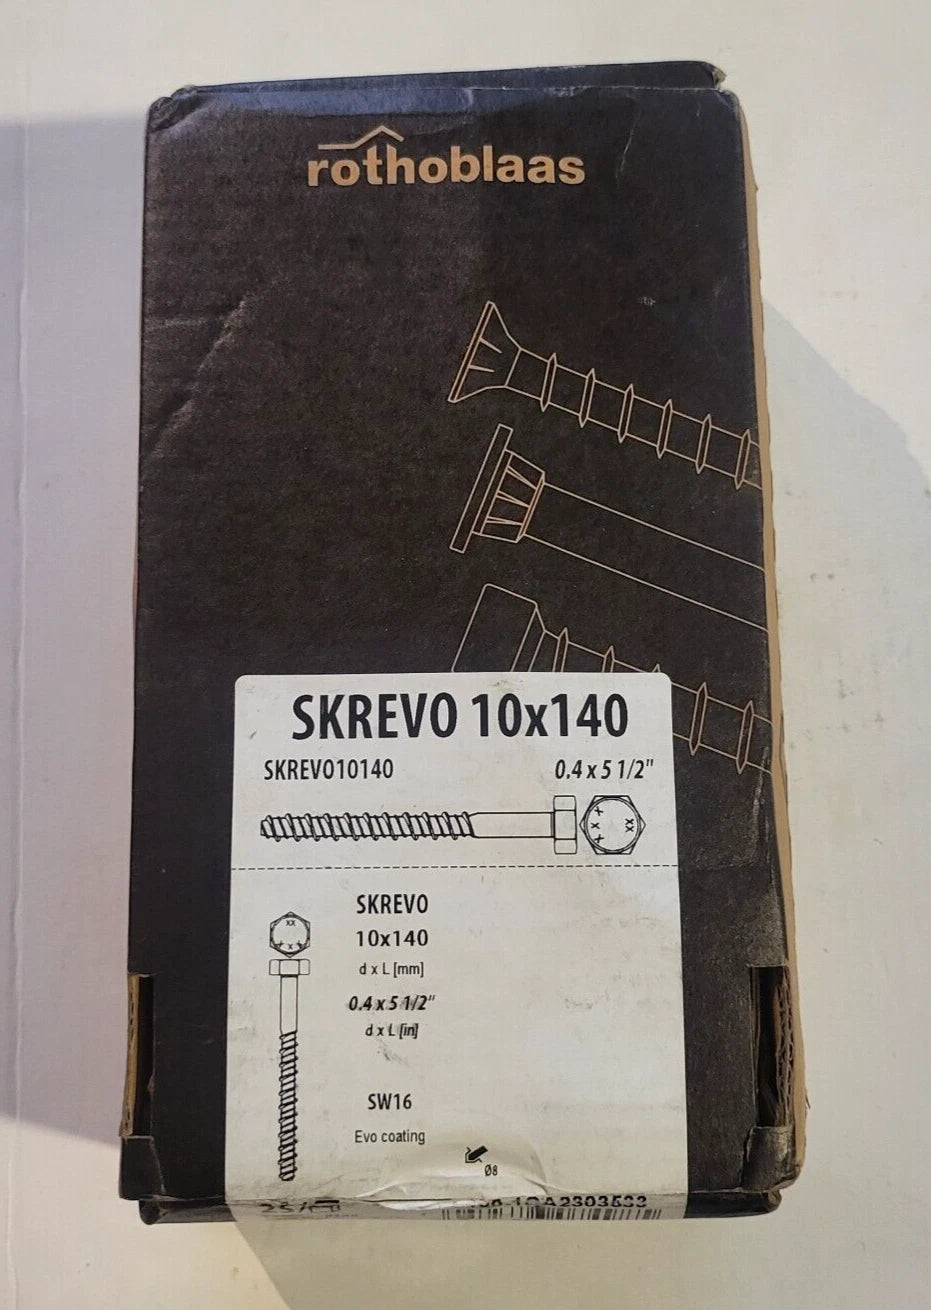 rothoblaas
SKREVO 10x140
SKREVO10140 0.4 x 5 1/2"
SKREVO
10x140
d x L [mm]
0.4 x 5 1/2"
d x L [in]
SW16
Evo coating
Ø8